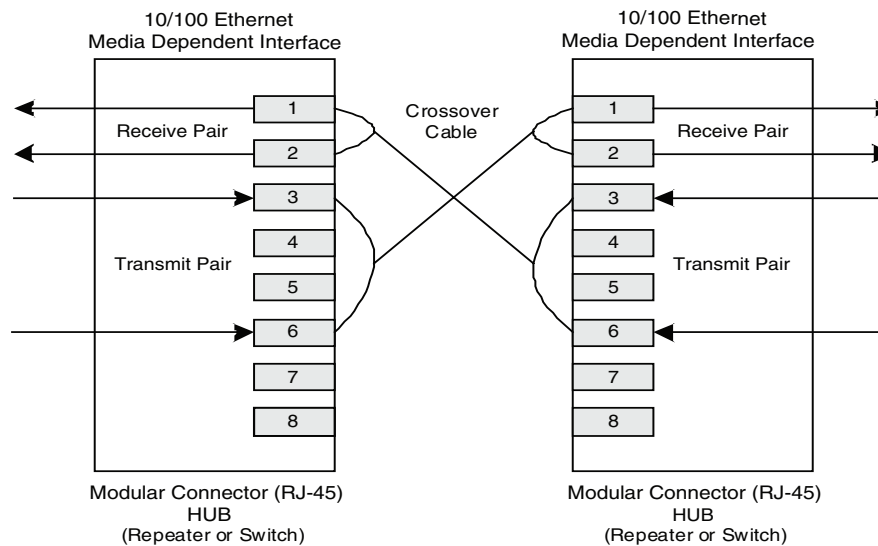 10/100 Ethernet
Media Dependent Interface
10/100 Ethernet
Media Dependent Interface
Crossover
Cable
1
Receive Pair
2
3
4
Transmit Pair
5
6
7
8
1
Receive Pair
2
3
4
Transmit Pair
5
6
7
8
Modular Connector (RJ-45)
HUB
(Repeater or Switch)
Modular Connector (RJ-45)
HUB
(Repeater or Switch)